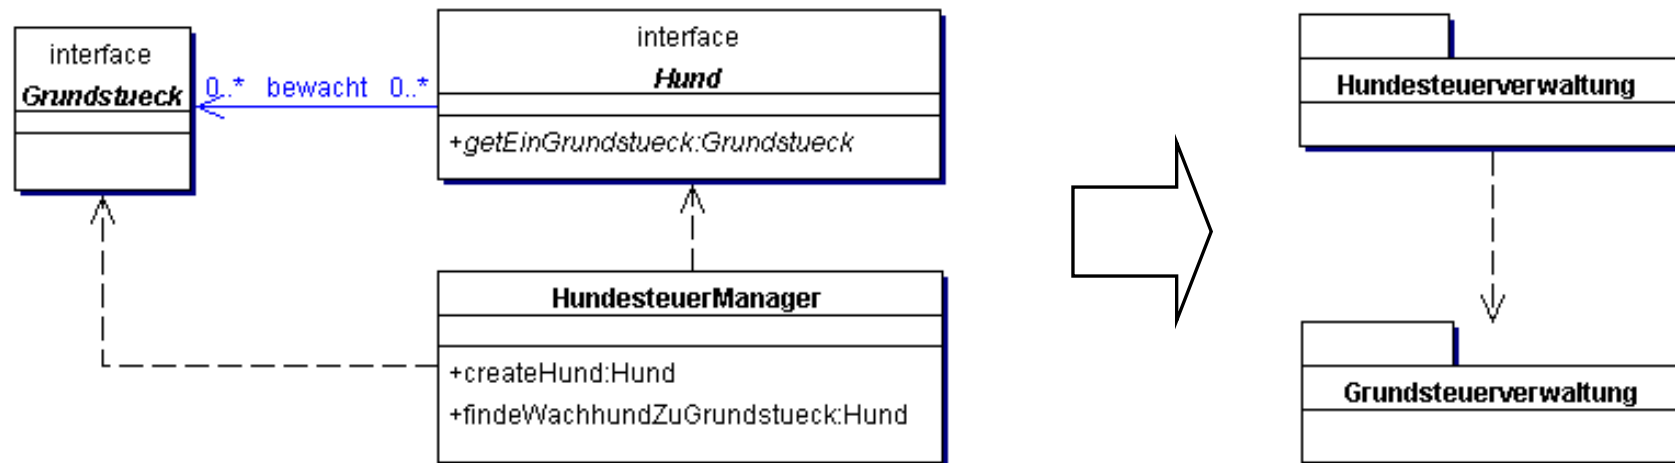 interface
Grundstueck
0..* bewacht 0..*
interface
Hund
+getEinGrundstueck:Grundstueck
HundesteuerManager
+createHund:Hund
+findeWachhundZuGrundstueck:Hund
Hundesteuerverwaltung
Grundsteuerverwaltung